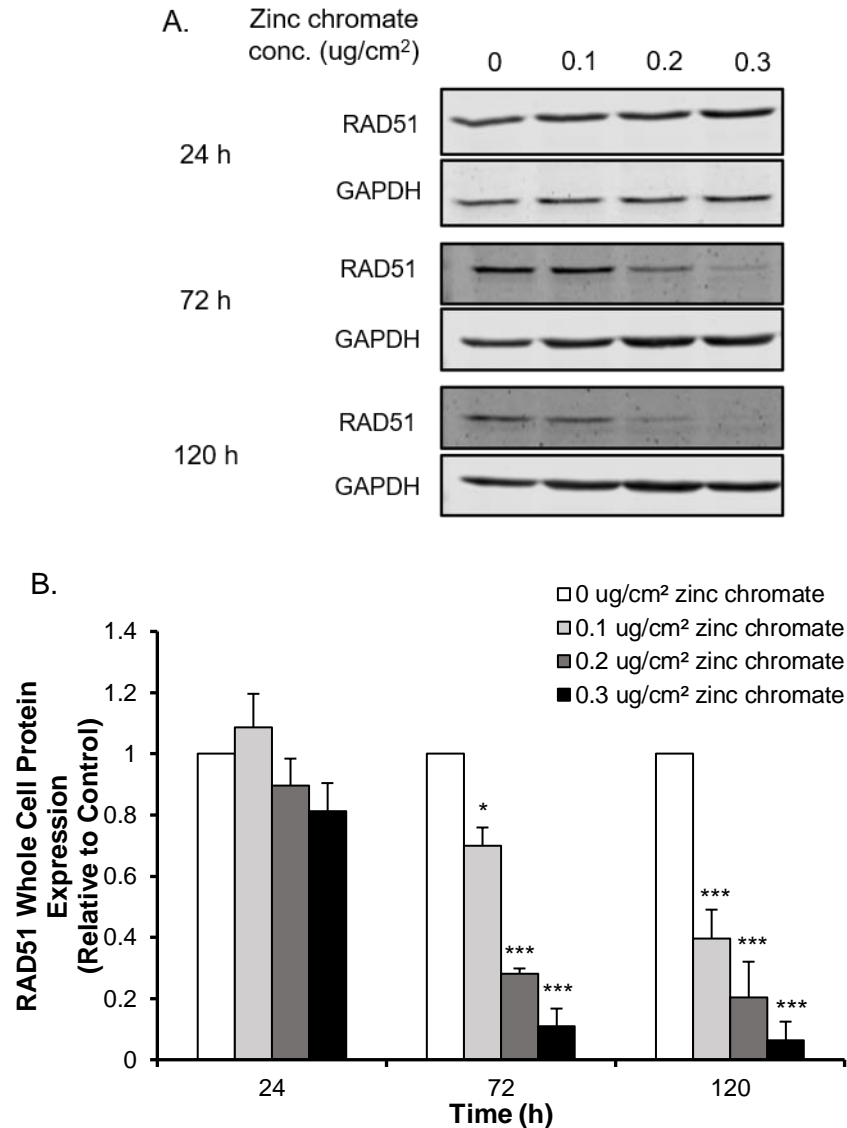 A.
Zinc chromate
conc. (ug/cm²)
0 0.1 0.2 0.3
24 h
RAD51
GAPDH
72 h
RAD51
GAPDH
120 h
RAD51
GAPDH
B.
0 ug/cm² zinc chromate
0.1 ug/cm² zinc chromate
0.2 ug/cm² zinc chromate
0.3 ug/cm² zinc chromate
RAD51 Whole Cell Protein
Expression
(Relative to Control)
1.4
1.2
1
0.8
0.6
0.4
0.2
0
*
***
***
***
***
***
24 72 120
Time (h)